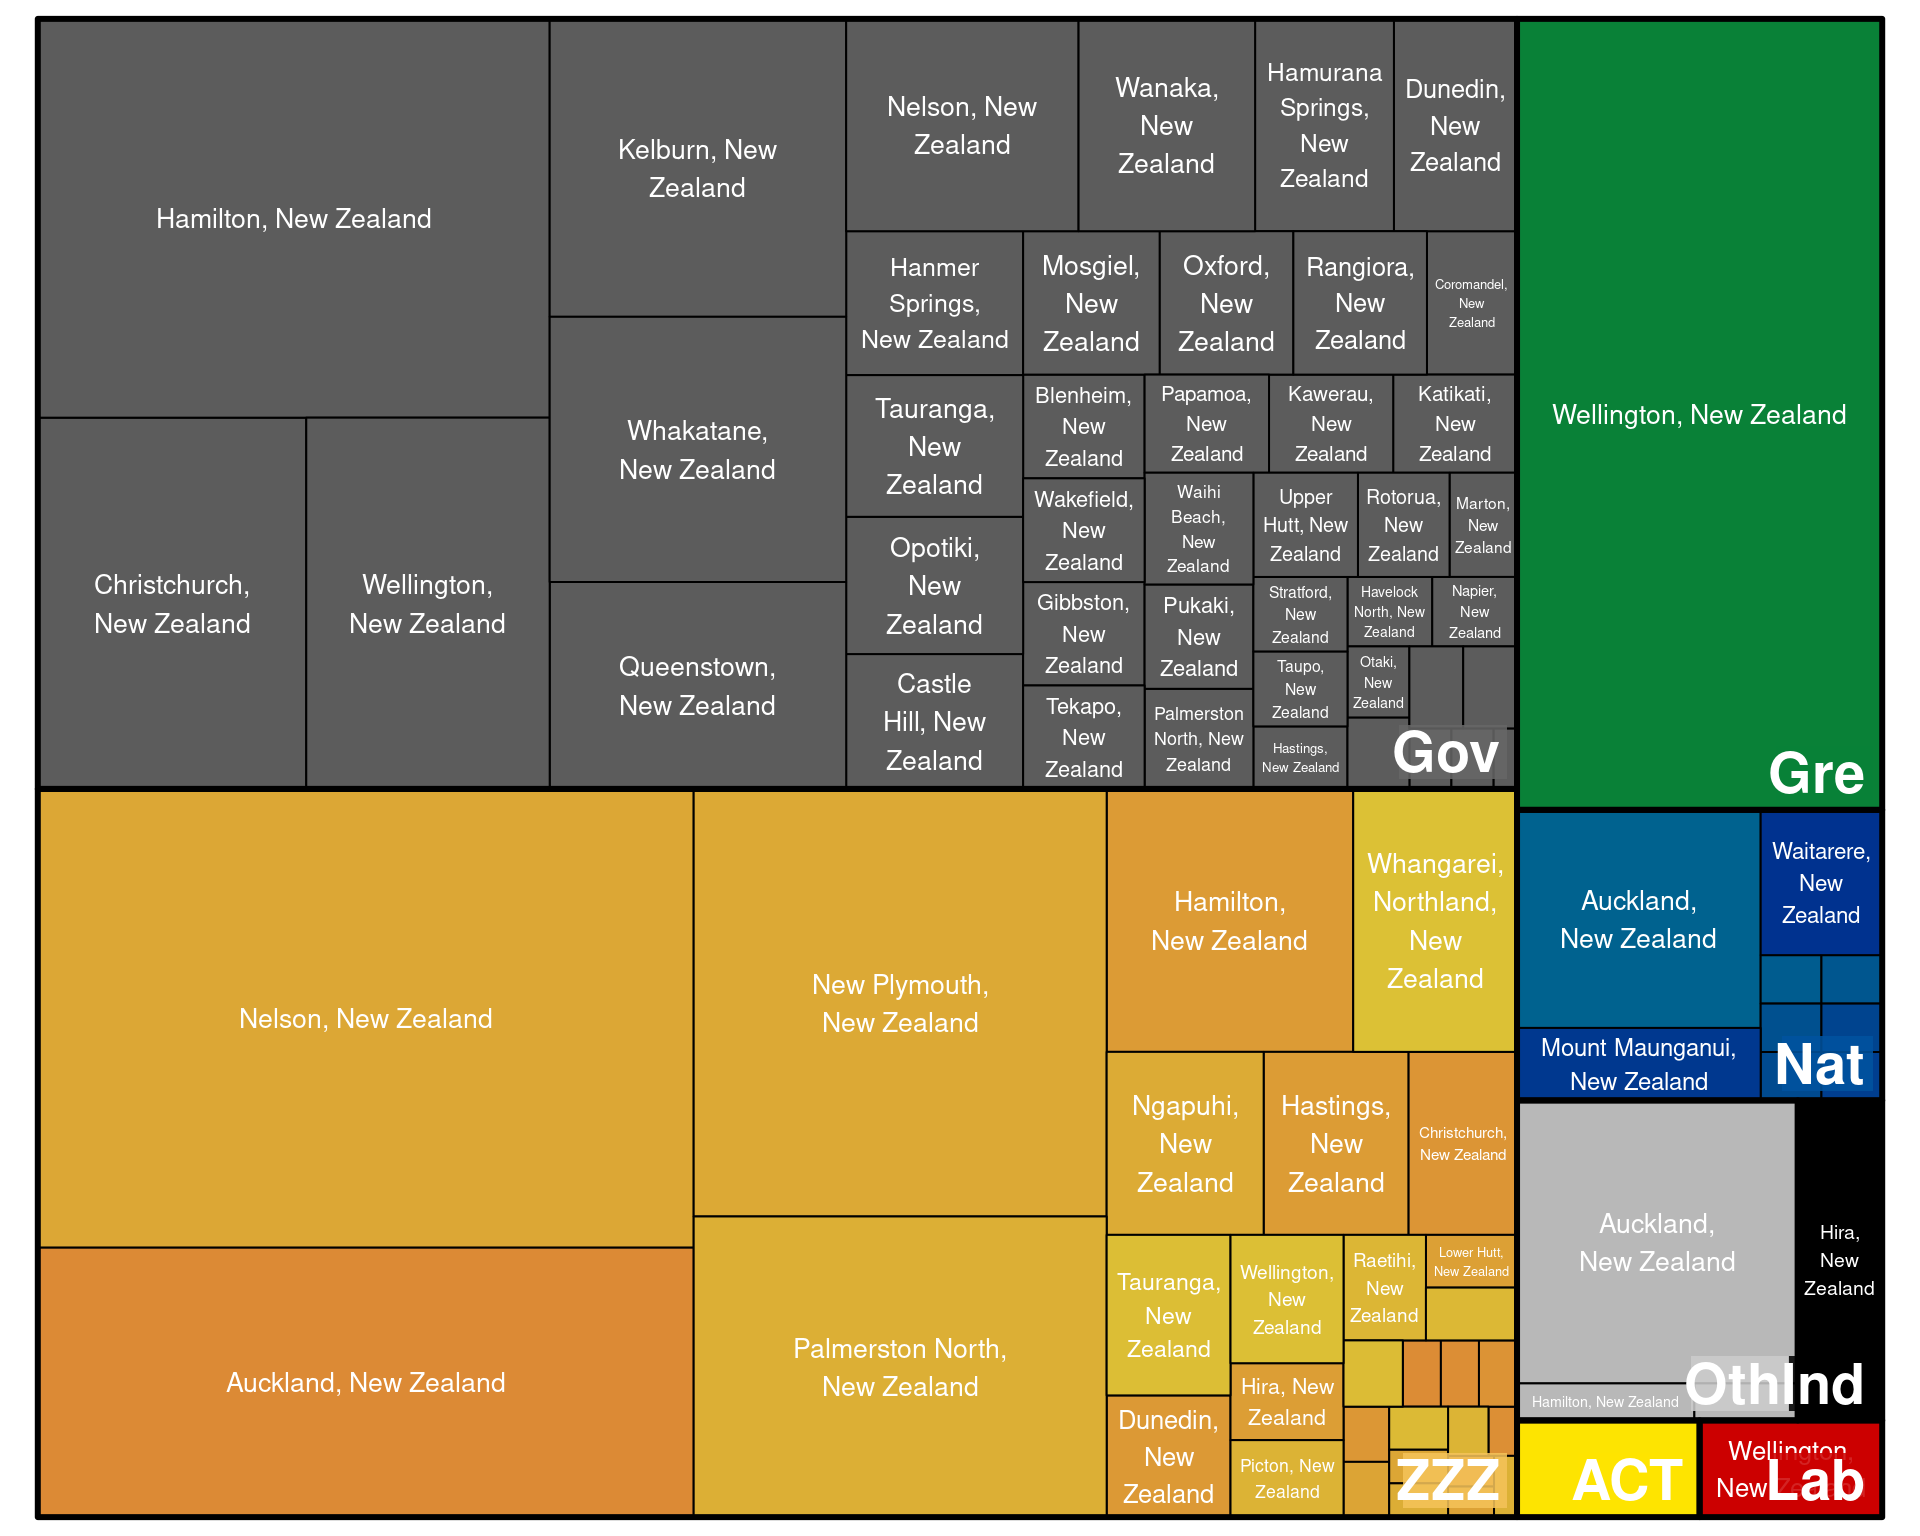 Hamilton, New Zealand
Christchurch,
New Zealand
Wellington,
New Zealand
Kelburn, New
Zealand
Whakatane,
New Zealand
Queenstown,
New Zealand
Nelson, New
Zealand
Wanaka,
New
Zealand
Hamurana
Springs,
New
Zealand
Dunedin,
New
Zealand
Hanmer
Springs,
New Zealand
Mosgiel,
New
Zealand
Oxford,
New
Zealand
Rangiora,
New
Zealand
Coromandel,
New
Zealand
Tauranga,
New
Zealand
Opotiki,
New
Zealand
Castle
Hill, New
Zealand
Blenheim,
New
Zealand
Wakefield,
New
Zealand
Gibbston,
New
Zealand
Tekapo,
New
Zealand
Papamoa,
New
Zealand
Kawerau,
New
Zealand
Katikati,
New
Zealand
Waihi
Beach,
New
Zealand
Pukaki,
New
Zealand
Palmerston
North, New
Zealand
Upper
Hutt, New
Zealand
Rotorua,
New
Zealand
Marton,
New
Zealand
Stratford,
New
Zealand
Taupo,
New
Zealand
Hastings,
New Zealand
Havelock
North, New
Zealand
Napier,
New
Zealand
Otaki,
New
Zealand
Gov
Wellington, New Zealand
Gre
Nelson, New Zealand
Auckland, New Zealand
New Plymouth,
New Zealand
Palmerston North,
New Zealand
Hamilton,
New Zealand
Whangarei,
Northland,
New
Zealand
Ngapuhi,
New
Zealand
Hastings,
New
Zealand
Christchurch,
New Zealand
Tauranga,
New
Zealand
Dunedin,
New
Zealand
Wellington,
New
Zealand
Hira, New
Zealand
Picton, New
Zealand
Raetihi,
New
Zealand
Lower Hutt,
New Zealand
ZZZ
Auckland,
New Zealand
Mount Maunganui,
New Zealand
Waitarere,
New
Zealand
Nat
Auckland,
New Zealand
Hamilton, New Zealand
Hira,
New
Zealand
OthInd
ACT
Wellington,
New Zealand
Lab